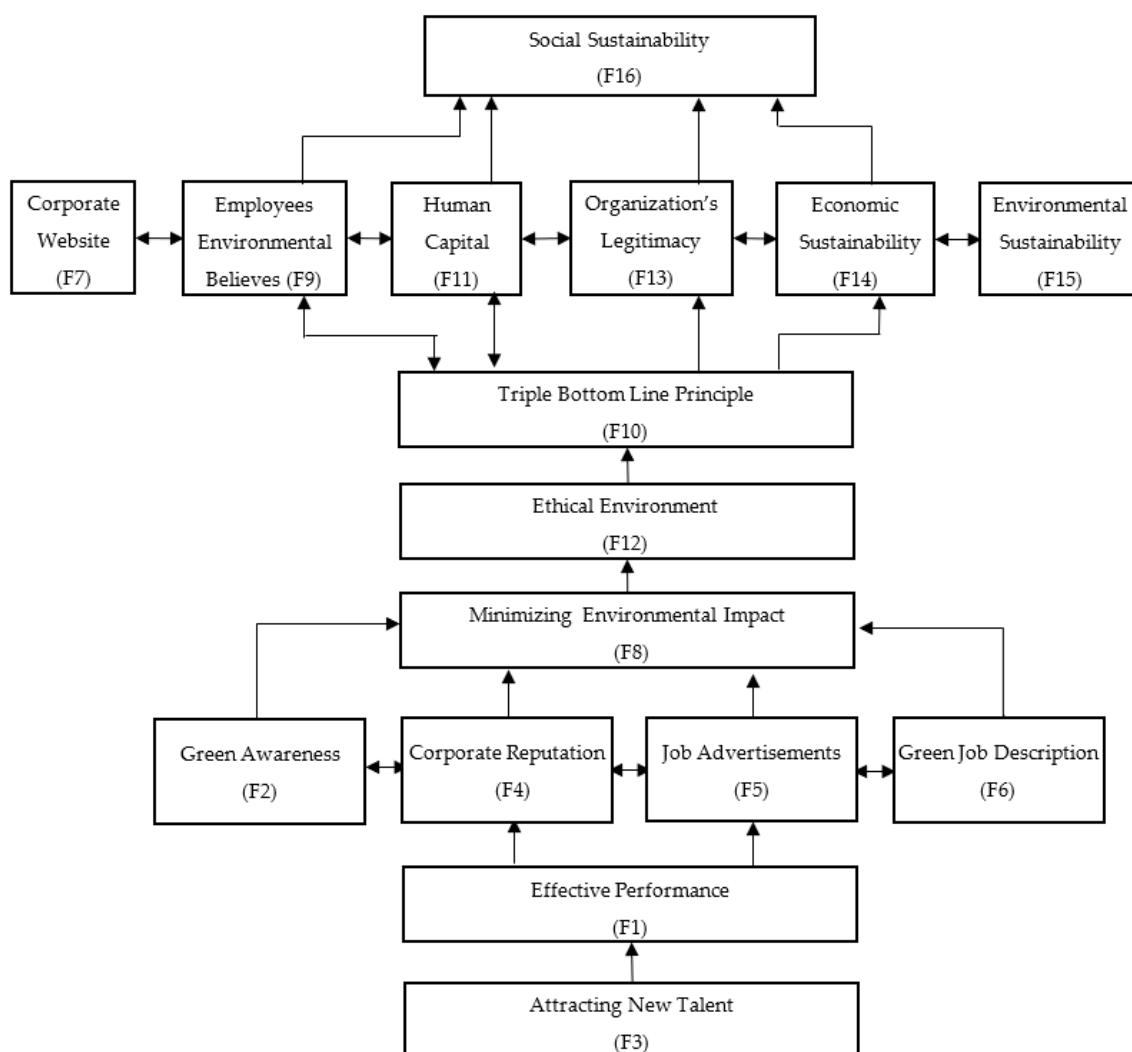 Social Sustainability
(F16)
Corporate
Website
(F7)
Employees
Environmental
Believes (F9)
Human
Capital
(F11)
Organization's
Legitimacy
(F13)
Economic
Sustainability
(F14)
Environmental
Sustainability
(F15)
Triple Bottom Line Principle
(F10)
Ethical Environment
(F12)
Minimizing Environmental Impact
(F8)
Green Awareness
(F2)
Corporate Reputation
(F4)
Job Advertisements
(F5)
Green Job Description
(F6)
Effective Performance
(F1)
Attracting New Talent
(F3)